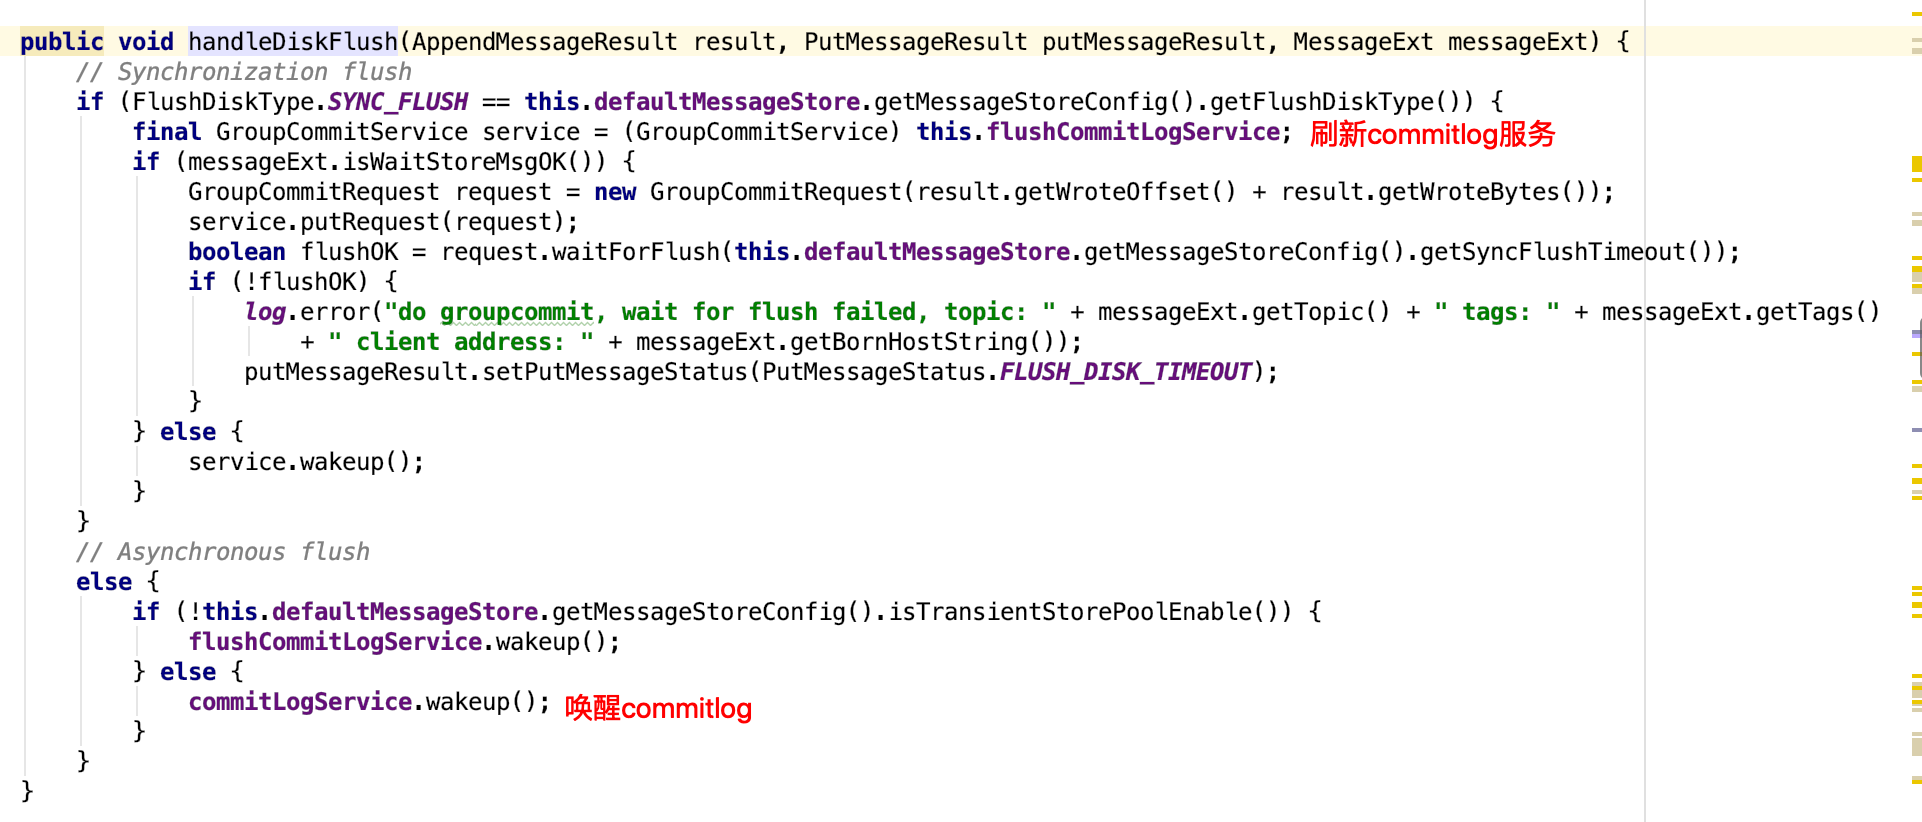 public void handleDiskFlush(AppendMessageResult result, PutMessageResult putMessageResult, MessageExt messageExt) {
// Synchronization flush
if (FlushDiskType.SYNC_FLUSH == this.defaultMessageStore.getMessageStoreConfig().getFlushDiskType()) {
final GroupCommitService service = (GroupCommitService) this.flushCommitLogService; 刷新commitlog服务
if (messageExt.isWaitStoreMsgOK()) {
GroupCommitRequest request = new GroupCommitRequest(result.getWroteOffset() + result.getWroteBytes());
service.putRequest(request);
boolean flushOK = request.waitForFlush(this.defaultMessageStore.getMessageStoreConfig().getSyncFlushTimeout());
if (!flushOK) {
log.error("do groupcommit, wait for flush failed, topic: " + messageExt.getTopic() + " tags: " + messageExt.getTags()
+ " client address: " + messageExt.getBornHostString());
putMessageResult.setPutMessageStatus(PutMessageStatus.FLUSH_DISK_TIMEOUT);
}
} else {
service.wakeup();
}
}
// Asynchronous flush
else {
if (!this.defaultMessageStore.getMessageStoreConfig().isTransientStorePoolEnable()) {
flushCommitLogService.wakeup();
} else {
commitLogService.wakeup(); 唤醒commitlog
}
}
}